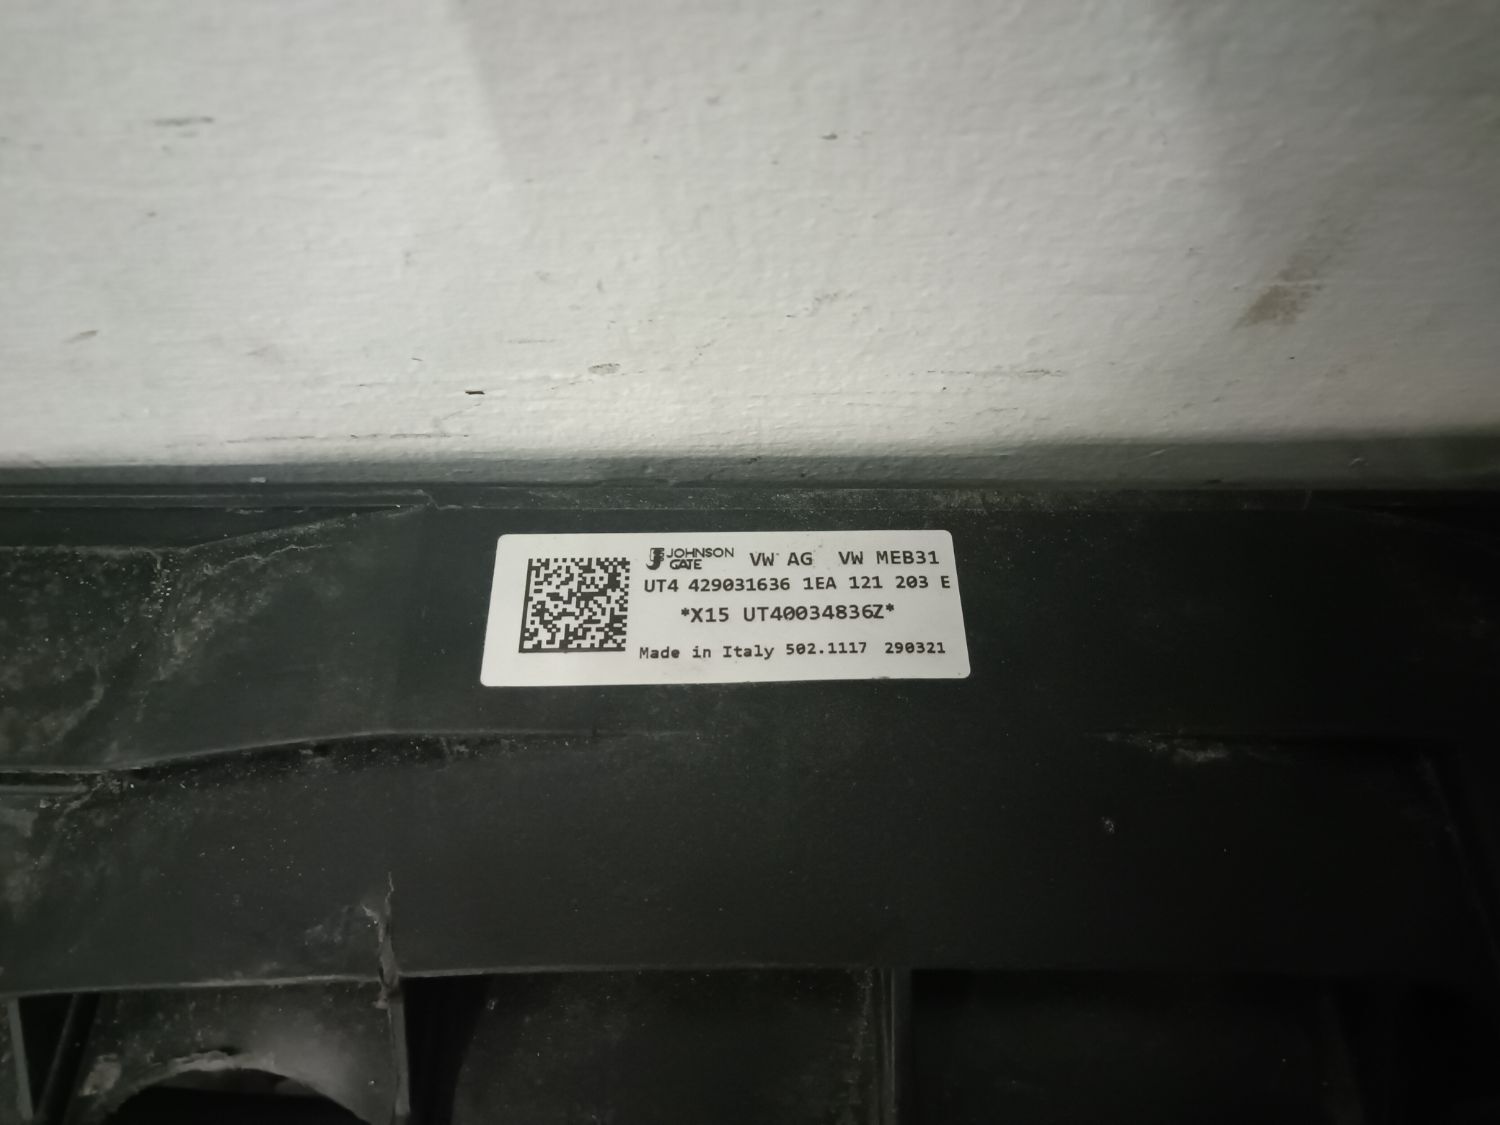 JOHNSON GATE VW AG VW MEB31
UT4 429031636 1EA 121 203 E
*X15 UT40034836Z*
Made in Italy 502.1117 290321